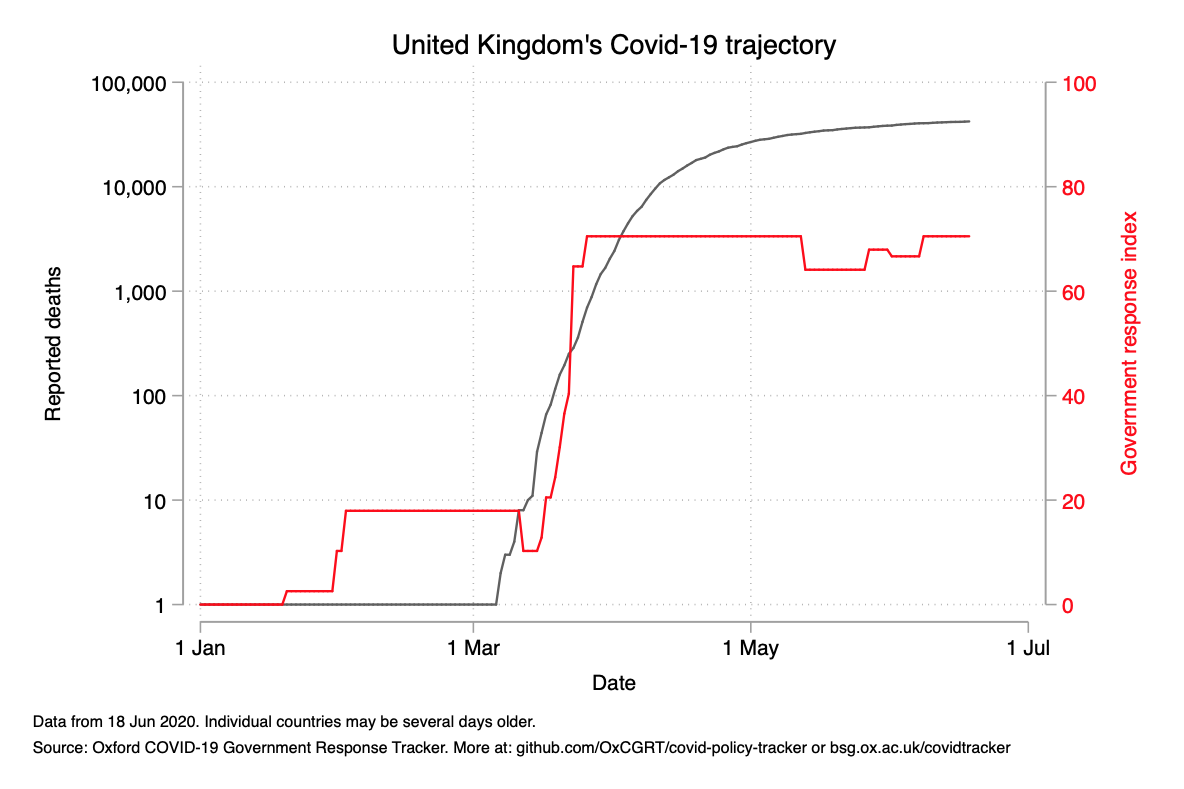 United Kingdom's Covid-19 trajectory
100,000
10,000
1,000
100
10
1
Reported deaths
100
80
60
40
20
0
Government response index
1 Jan
1 Mar
1 May
1 Jul
Date
Data from 18 Jun 2020. Individual countries may be several days older.
Source: Oxford COVID-19 Government Response Tracker. More at: github.com/OxCGRT/covid-policy-tracker or bsg.ox.ac.uk/covidtracker